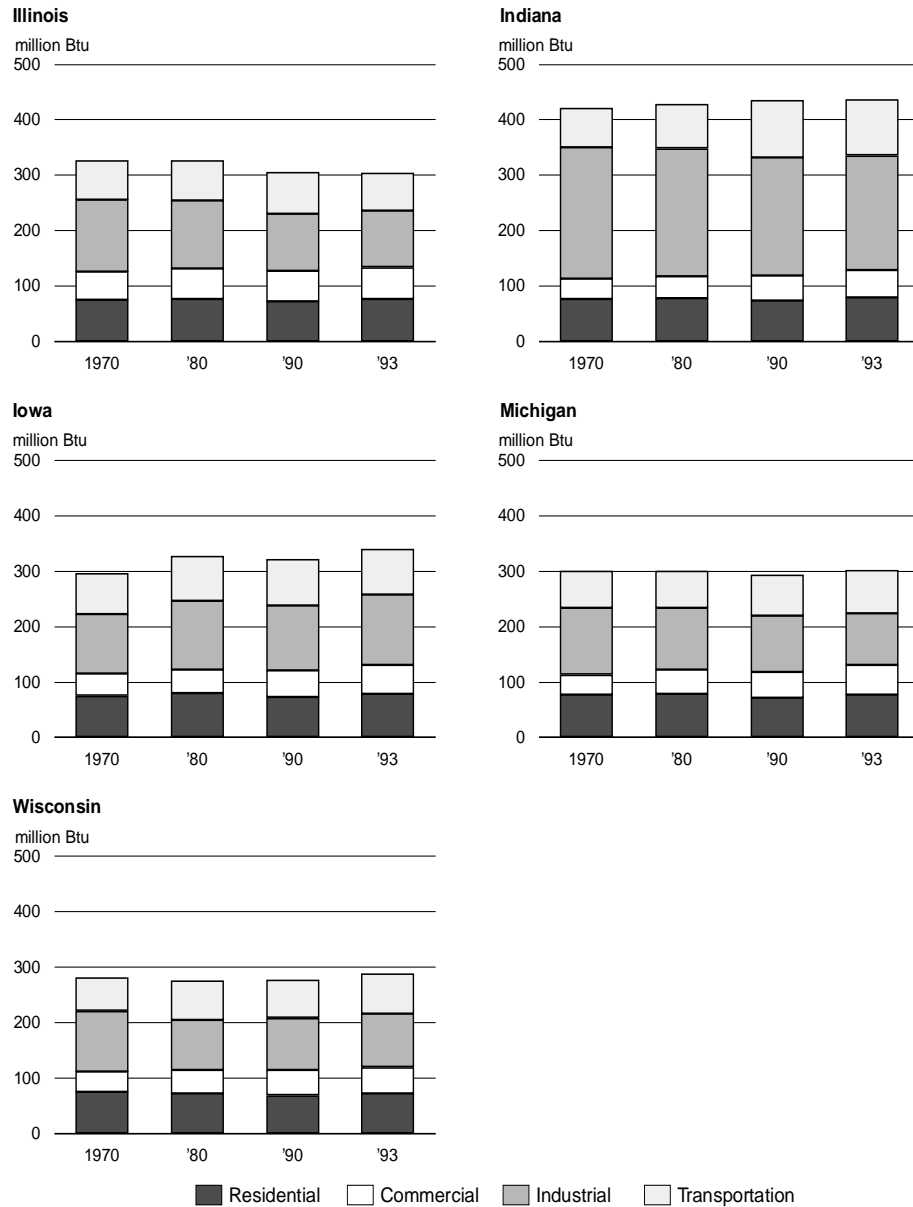 Illinois
million Btu
500
400
300
200
100
0
1970 ’80 ’90 ’93
Indiana
million Btu
500
400
300
200
100
0
1970 ’80 ’90 ’93
Iowa
million Btu
500
400
300
200
100
0
1970 ’80 ’90 ’93
Michigan
million Btu
500
400
300
200
100
0
1970 ’80 ’90 ’93
Wisconsin
million Btu
500
400
300
200
100
0
1970 ’80 ’90 ’93
Residential Commercial Industrial Transportation